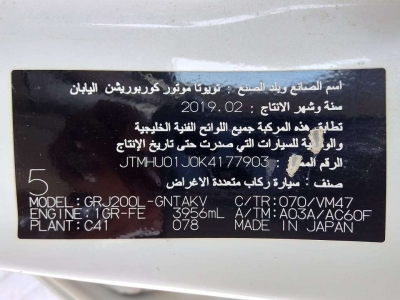 اسم الصانع وبلد الصنع : تويوتا موتور كوربوريشن اليابان
سنة وشهر الانتاج : 2019.02
تطابق هذه المركبة جميع اللوائح الفنية الخليجية
للسيارات التي صدرت حتى تاريخ الإنتاج
الرقم : JTMHU01J0K4177903
صنف : سيارة ركاب متعددة الاغراض
5
MODEL: GRJ200L-GNTAKV C/TR: 070/VM47
ENGINE: 1GR-FE 3956mL A/TM: A03A/AC60F
PLANT: C41 078 MADE IN JAPAN